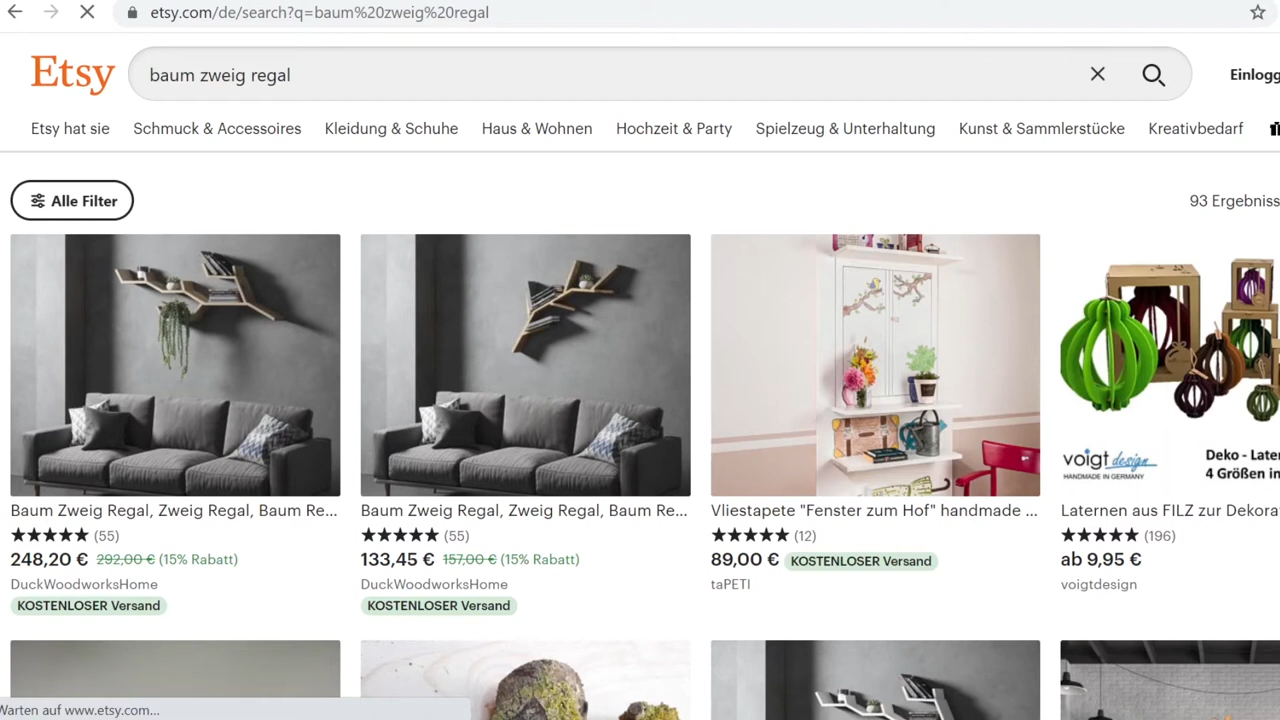 etsy.com/de/search?q=baum%20zweig%20regal
Etsy
baum zweig regal
Einlogg
Etsy hat sie
Schmuck & Accessoires
Kleidung & Schuhe
Haus & Wohnen
Hochzeit & Party
Spielzeug & Unterhaltung
Kunst & Sammlerstücke
Kreativbedarf
Alle Filter
93 Ergebniss
voigt design
HANDMADE IN GERMANY
Deko - Later
4 Größen in
Baum Zweig Regal, Zweig Regal, Baum Re...
(55)
248,20 € 292,00 € (15% Rabatt)
DuckWoodworksHome
KOSTENLOSER Versand
Baum Zweig Regal, Zweig Regal, Baum Re...
(55)
133,45 € 157,00 € (15% Rabatt)
DuckWoodworksHome
KOSTENLOSER Versand
Vliestapete "Fenster zum Hof" handmade ...
(12)
89,00 € KOSTENLOSER Versand
taPETI
Laternen aus FILZ zur Dekora
(196)
ab 9,95 €
voigtdesign
Warten auf www.etsy.com...